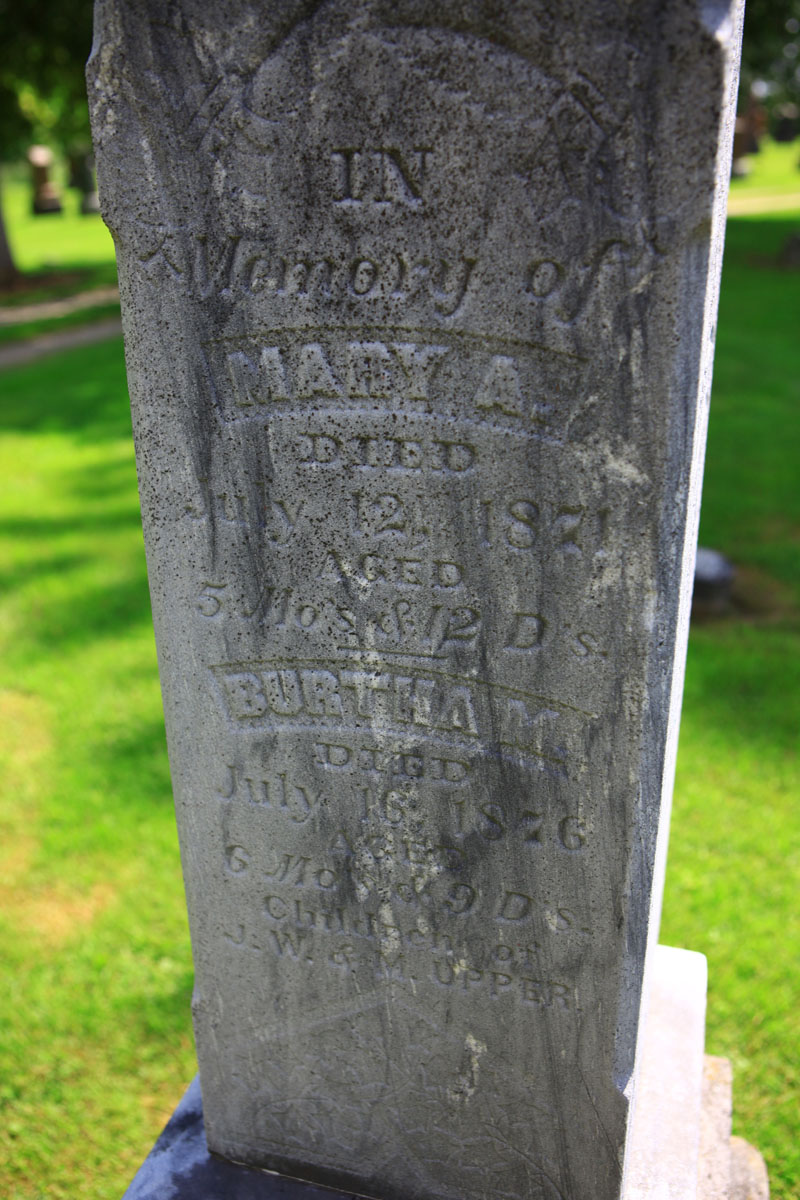 IN
Memory of
MARY A.
DIED
July 12, 1871
AGED
5 Mo's & 12 D's.
BURTHA M.
DIED
July 16, 1876
AGED
6 Mo's & 9 D's.
Children of
J. W. & M. UPPER